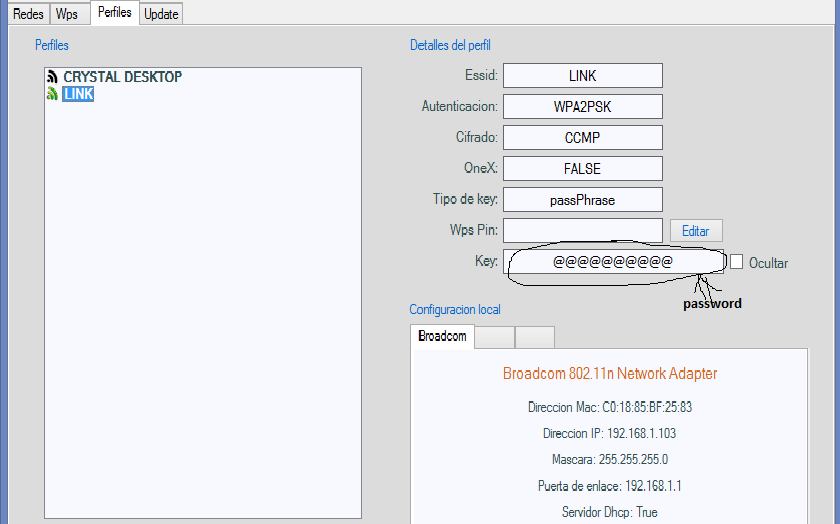 Redes Wps Perfiles Update
Perfiles
CRYSTAL DESKTOP
LINK
Detalles del perfil
Essid: LINK
Autenticacion: WPA2PSK
Cifrado: CCMP
OneX: FALSE
Tipo de key: passPhrase
Wps Pin: Editar
Key: @@@@@@@@@@ Ocultar
password
Configuracion local
Broadcom
Broadcom 802.11n Network Adapter
Direccion Mac: C0:18:85:BF:25:83
Direccion IP: 192.168.1.103
Mascara: 255.255.255.0
Puerta de enlace: 192.168.1.1
Servidor Dhcp: True